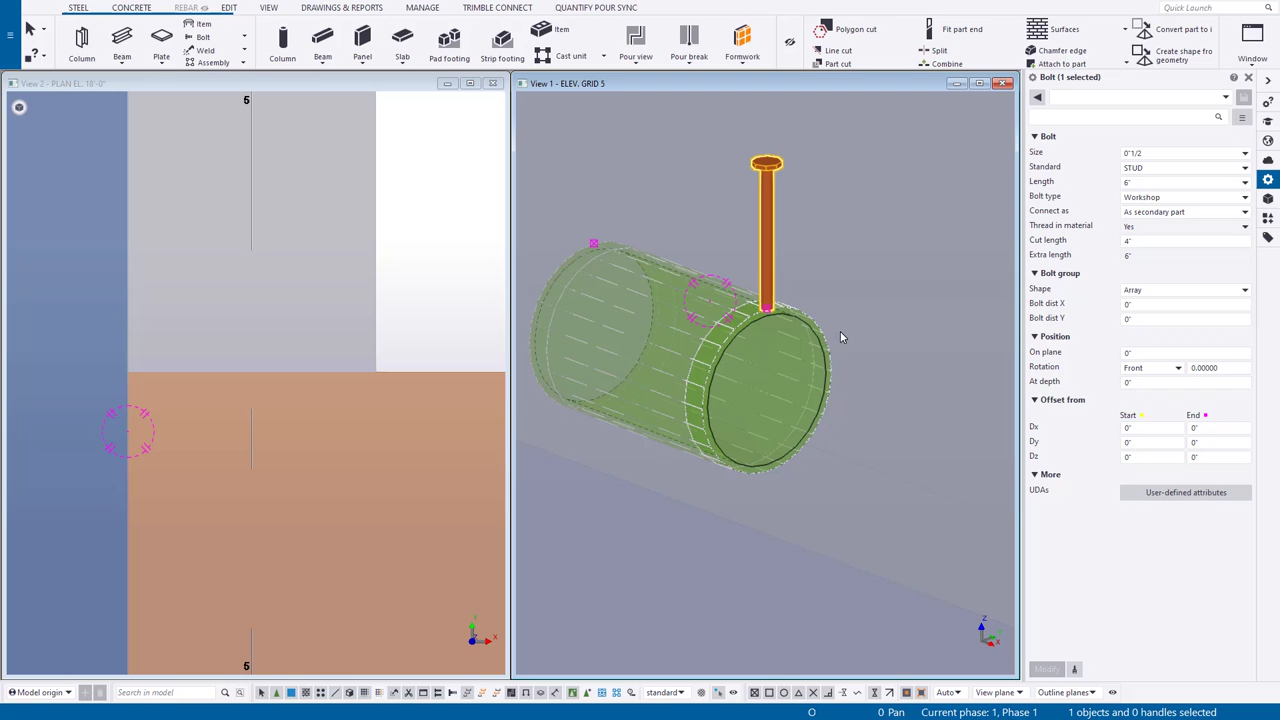 STEEL CONCRETE REBAR EDIT VIEW DRAWINGS & REPORTS MANAGE TRIMBLE CONNECT QUANTIFY POUR SYNC Quick Launch
Column Beam Plate
Item
Bolt
Weld
Assembly
Column Beam Panel Slab Pad footing Strip footing
Item
Cast unit
Pour view Pour break Formwork
Polygon cut
Line cut
Part cut
Fit part end
Split
Combine
Surfaces
Chamfer edge
Attach to part
Convert part to i
Create shape fro
geometry
Window
View 2 - PLAN EL. 18'-0"
View 1 - ELEV. GRID 5
Bolt (1 selected)
5
5
Z
Y
X
Y
X
Bolt
Size 0"1/2
Standard STUD
Length 6"
Bolt type Workshop
Connect as As secondary part
Thread in material Yes
Cut length 4"
Extra length 6"
Bolt group
Shape Array
Bolt dist X 0"
Bolt dist Y 0"
Position
On plane 0"
Rotation Front 0.00000
At depth 0"
Offset from
Start End
Dx 0" 0"
Dy 0" 0"
Dz 0" 0"
More
UDAs User-defined attributes
Modify
Model origin Search in model standard Auto View plane Outline planes
O 0 Pan Current phase: 1, Phase 1 1 objects and 0 handles selected